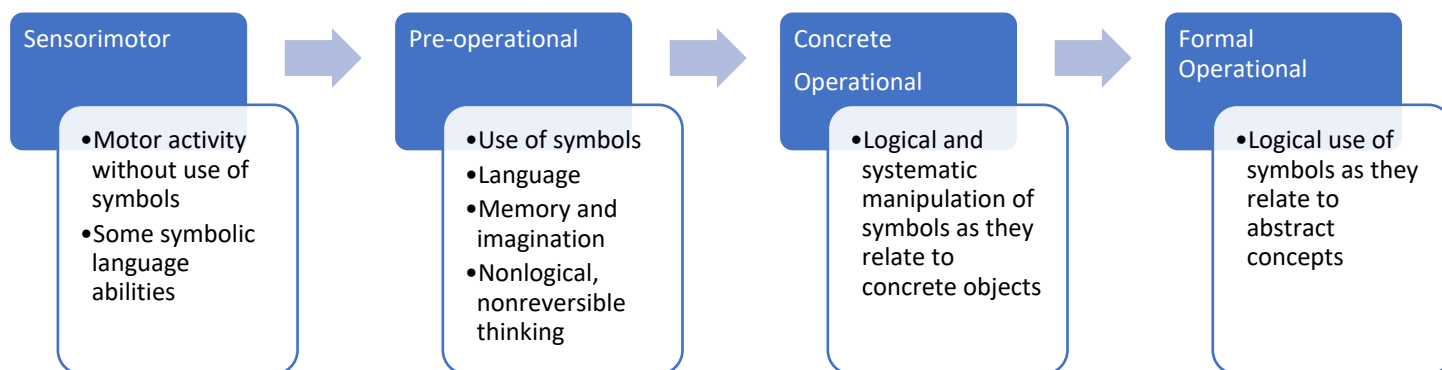 Sensorimotor
•Motor activity
without use of
symbols
•Some symbolic
language
abilities
Pre-operational
•Use of symbols
•Language
•Memory and
imagination
•Nonlogical,
nonreversible
thinking
Concrete
Operational
•Logical and
systematic
manipulation of
symbols as they
relate to
concrete objects
Formal
Operational
•Logical use of
symbols as they
relate to
abstract
concepts